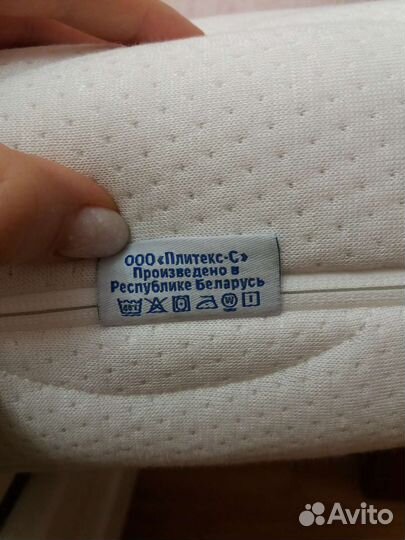 ООО «Плитекс-С»
Произведено в
Республике Беларусь
W
Avito